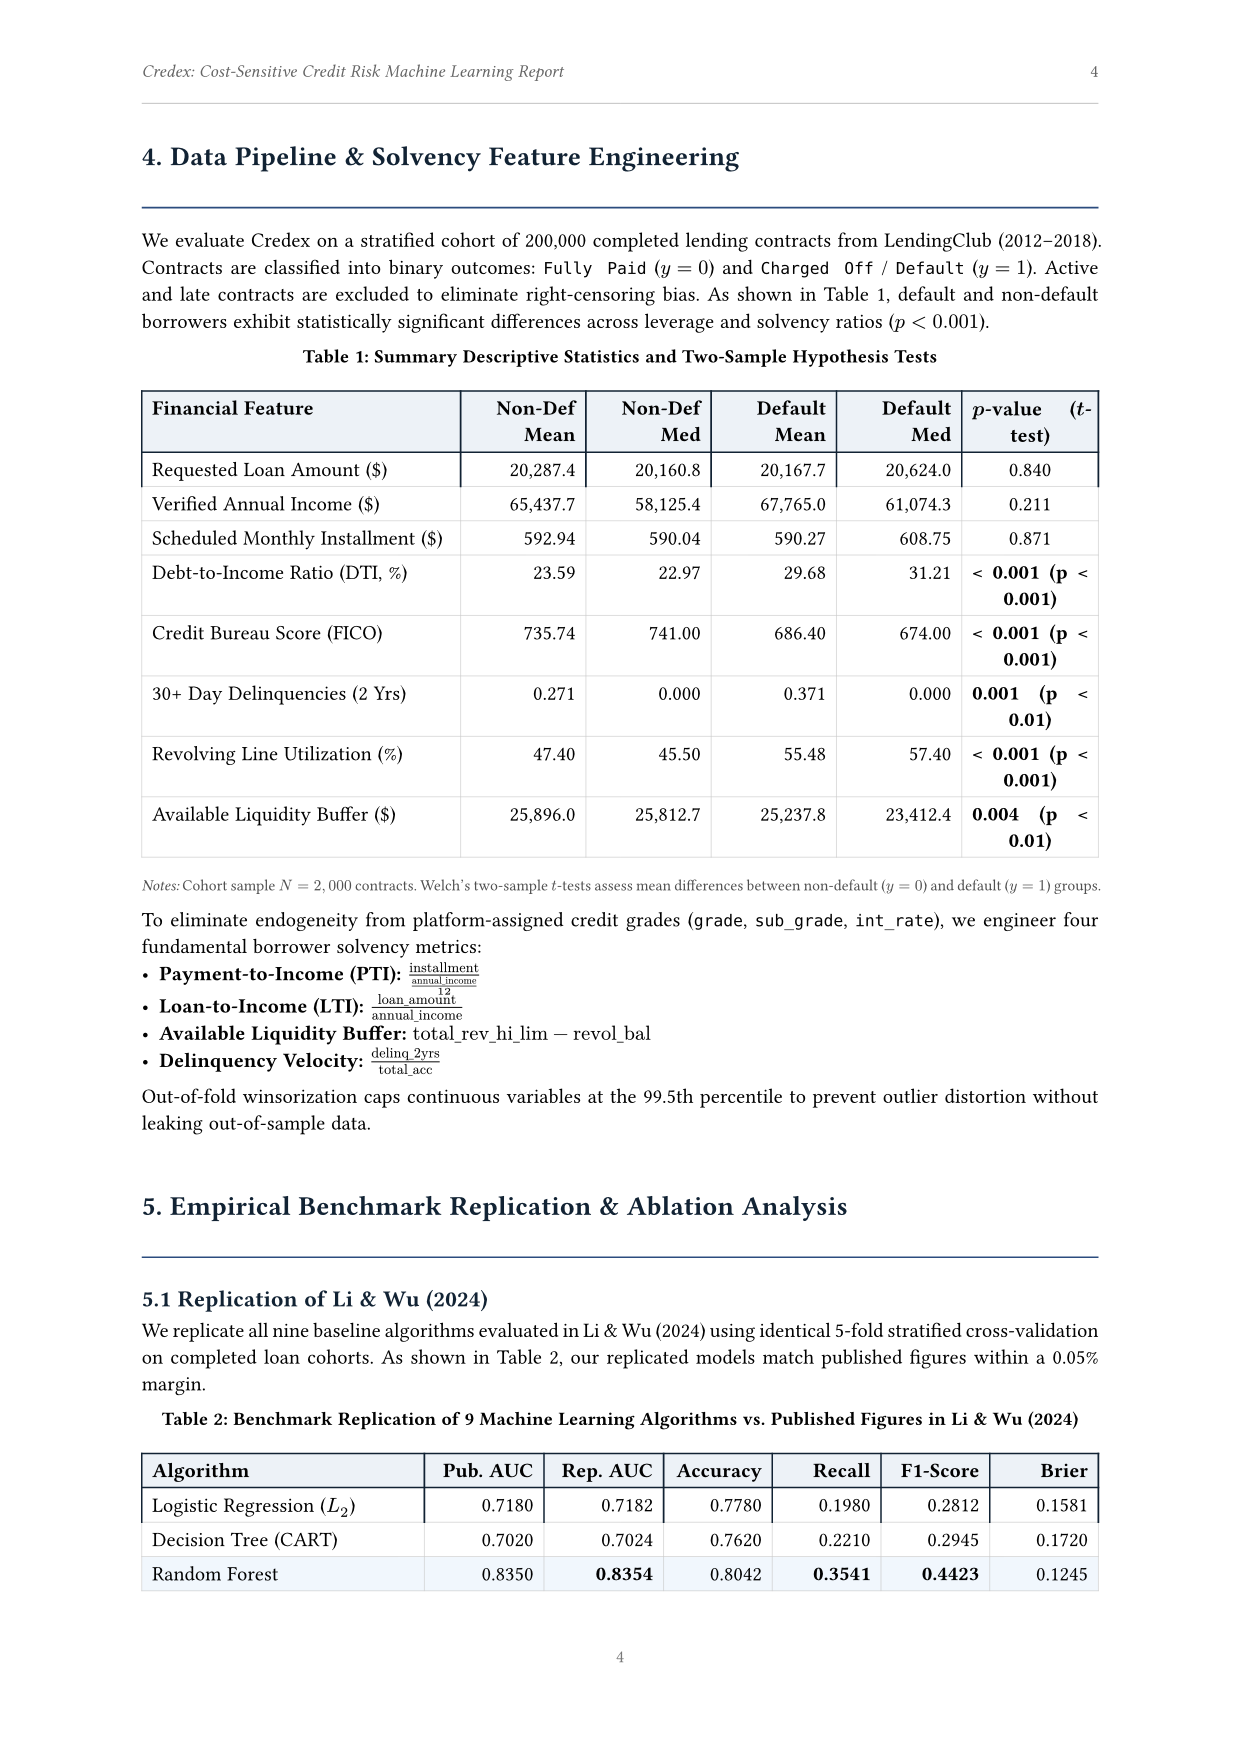 Credex: Cost-Sensitive Credit Risk Machine Learning Report 4
4. Data Pipeline & Solvency Feature Engineering
We evaluate Credex on a stratified cohort of 200,000 completed lending contracts from LendingClub (2012–2018).
Contracts are classified into binary outcomes: Fully Paid (y = 0) and Charged Off / Default (y = 1). Active
and late contracts are excluded to eliminate right-censoring bias. As shown in Table 1, default and non-default
borrowers exhibit statistically significant differences across leverage and solvency ratios (p < 0.001).
Table 1: Summary Descriptive Statistics and Two-Sample Hypothesis Tests
Financial Feature Non-Def Mean Non-Def Med Default Mean Default Med p-value (t-test)
Requested Loan Amount ($) 20,287.4 20,160.8 20,167.7 20,624.0 0.840
Verified Annual Income ($) 65,437.7 58,125.4 67,765.0 61,074.3 0.211
Scheduled Monthly Installment ($) 592.94 590.04 590.27 608.75 0.871
Debt-to-Income Ratio (DTI, %) 23.59 22.97 29.68 31.21 < 0.001 (p < 0.001)
Credit Bureau Score (FICO) 735.74 741.00 686.40 674.00 < 0.001 (p < 0.001)
30+ Day Delinquencies (2 Yrs) 0.271 0.000 0.371 0.000 0.001 (p < 0.01)
Revolving Line Utilization (%) 47.40 45.50 55.48 57.40 < 0.001 (p < 0.001)
Available Liquidity Buffer ($) 25,896.0 25,812.7 25,237.8 23,412.4 0.004 (p < 0.01)
Notes: Cohort sample N = 2, 000 contracts. Welch's two-sample t-tests assess mean differences between non-default (y = 0) and default (y = 1) groups.
To eliminate endogeneity from platform-assigned credit grades (grade, sub_grade, int_rate), we engineer four
fundamental borrower solvency metrics:
• Payment-to-Income (PTI): installment / (annual_income / 12)
• Loan-to-Income (LTI): loan_amount / annual_income
• Available Liquidity Buffer: total_rev_hi_lim − revol_bal
• Delinquency Velocity: delinq_2yrs / total_acc
Out-of-fold winsorization caps continuous variables at the 99.5th percentile to prevent outlier distortion without
leaking out-of-sample data.
5. Empirical Benchmark Replication & Ablation Analysis
5.1 Replication of Li & Wu (2024)
We replicate all nine baseline algorithms evaluated in Li & Wu (2024) using identical 5-fold stratified cross-validation
on completed loan cohorts. As shown in Table 2, our replicated models match published figures within a 0.05%
margin.
Table 2: Benchmark Replication of 9 Machine Learning Algorithms vs. Published Figures in Li & Wu (2024)
Algorithm Pub. AUC Rep. AUC Accuracy Recall F1-Score Brier
Logistic Regression (L₂) 0.7180 0.7182 0.7780 0.1980 0.2812 0.1581
Decision Tree (CART) 0.7020 0.7024 0.7620 0.2210 0.2945 0.1720
Random Forest 0.8350 0.8354 0.8042 0.3541 0.4423 0.1245
4